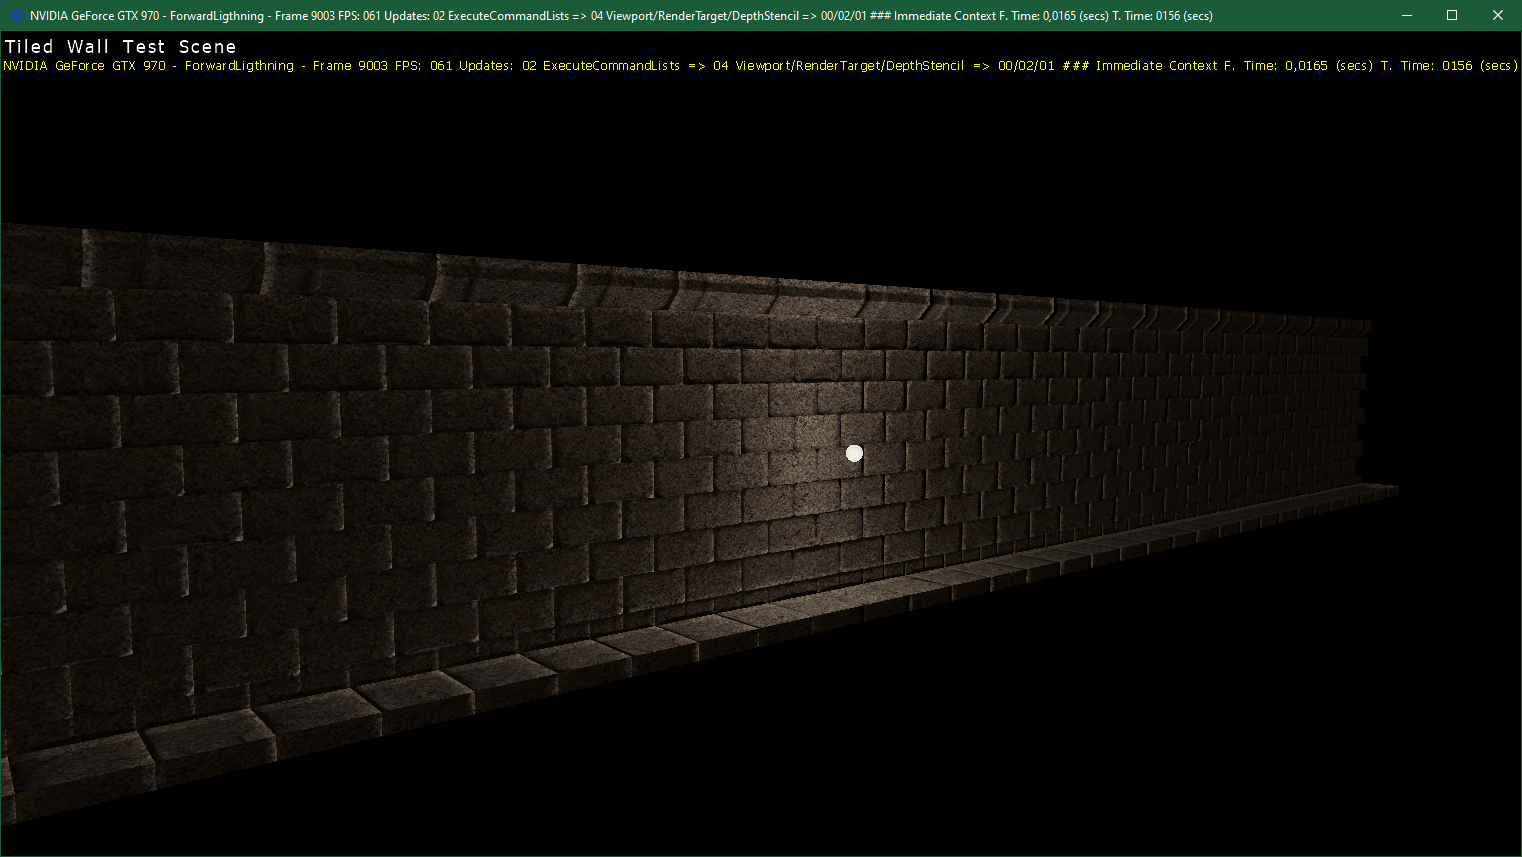 NVIDIA GeForce GTX 970 - ForwardLigthning - Frame 9003 FPS: 061 Updates: 02 ExecuteCommandLists => 04 Viewport/RenderTarget/DepthStencil => 00/02/01 ### Immediate Context F. Time: 0,0165 (secs) T. Time: 0156 (secs)
Tiled Wall Test Scene
NVIDIA GeForce GTX 970 - ForwardLigthning - Frame 9003 FPS: 061 Updates: 02 ExecuteCommandLists => 04 Viewport/RenderTarget/DepthStencil => 00/02/01 ### Immediate Context F. Time: 0,0165 (secs) T. Time: 0156 (secs)